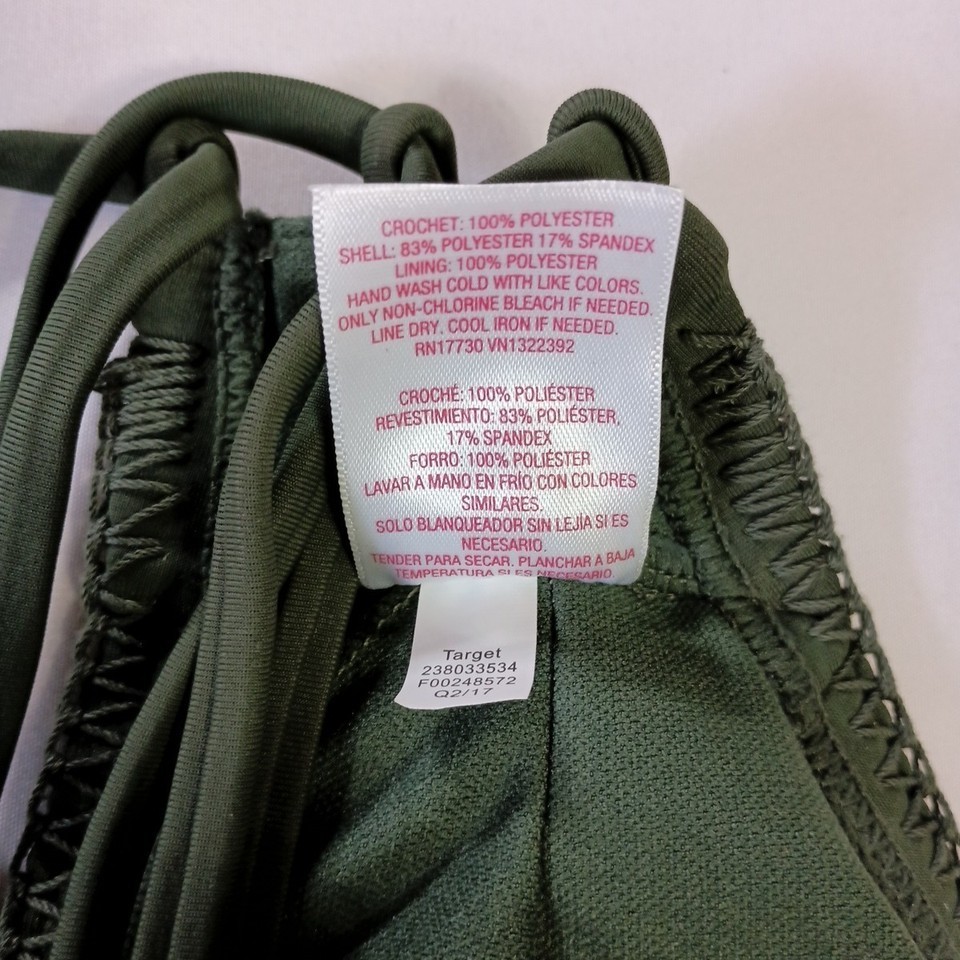 CROCHET: 100% POLYESTER
SHELL: 83% POLYESTER 17% SPANDEX
LINING: 100% POLYESTER
HAND WASH COLD WITH LIKE COLORS.
ONLY NON-CHLORINE BLEACH IF NEEDED.
LINE DRY. COOL IRON IF NEEDED.
RN17730 VN1322392
CROCHÉ: 100% POLIÉSTER
REVESTIMIENTO: 83% POLIÉSTER,
17% SPANDEX
FORRO: 100% POLIÉSTER
LAVAR A MANO EN FRÍO CON COLORES
SIMILARES.
SOLO BLANQUEADOR SIN LEJÍA SI ES
NECESARIO.
TENDER PARA SECAR. PLANCHAR A BAJA
TEMPERATURA SI ES NECESARIO.
Target
238033534
F00248572
Q2/17